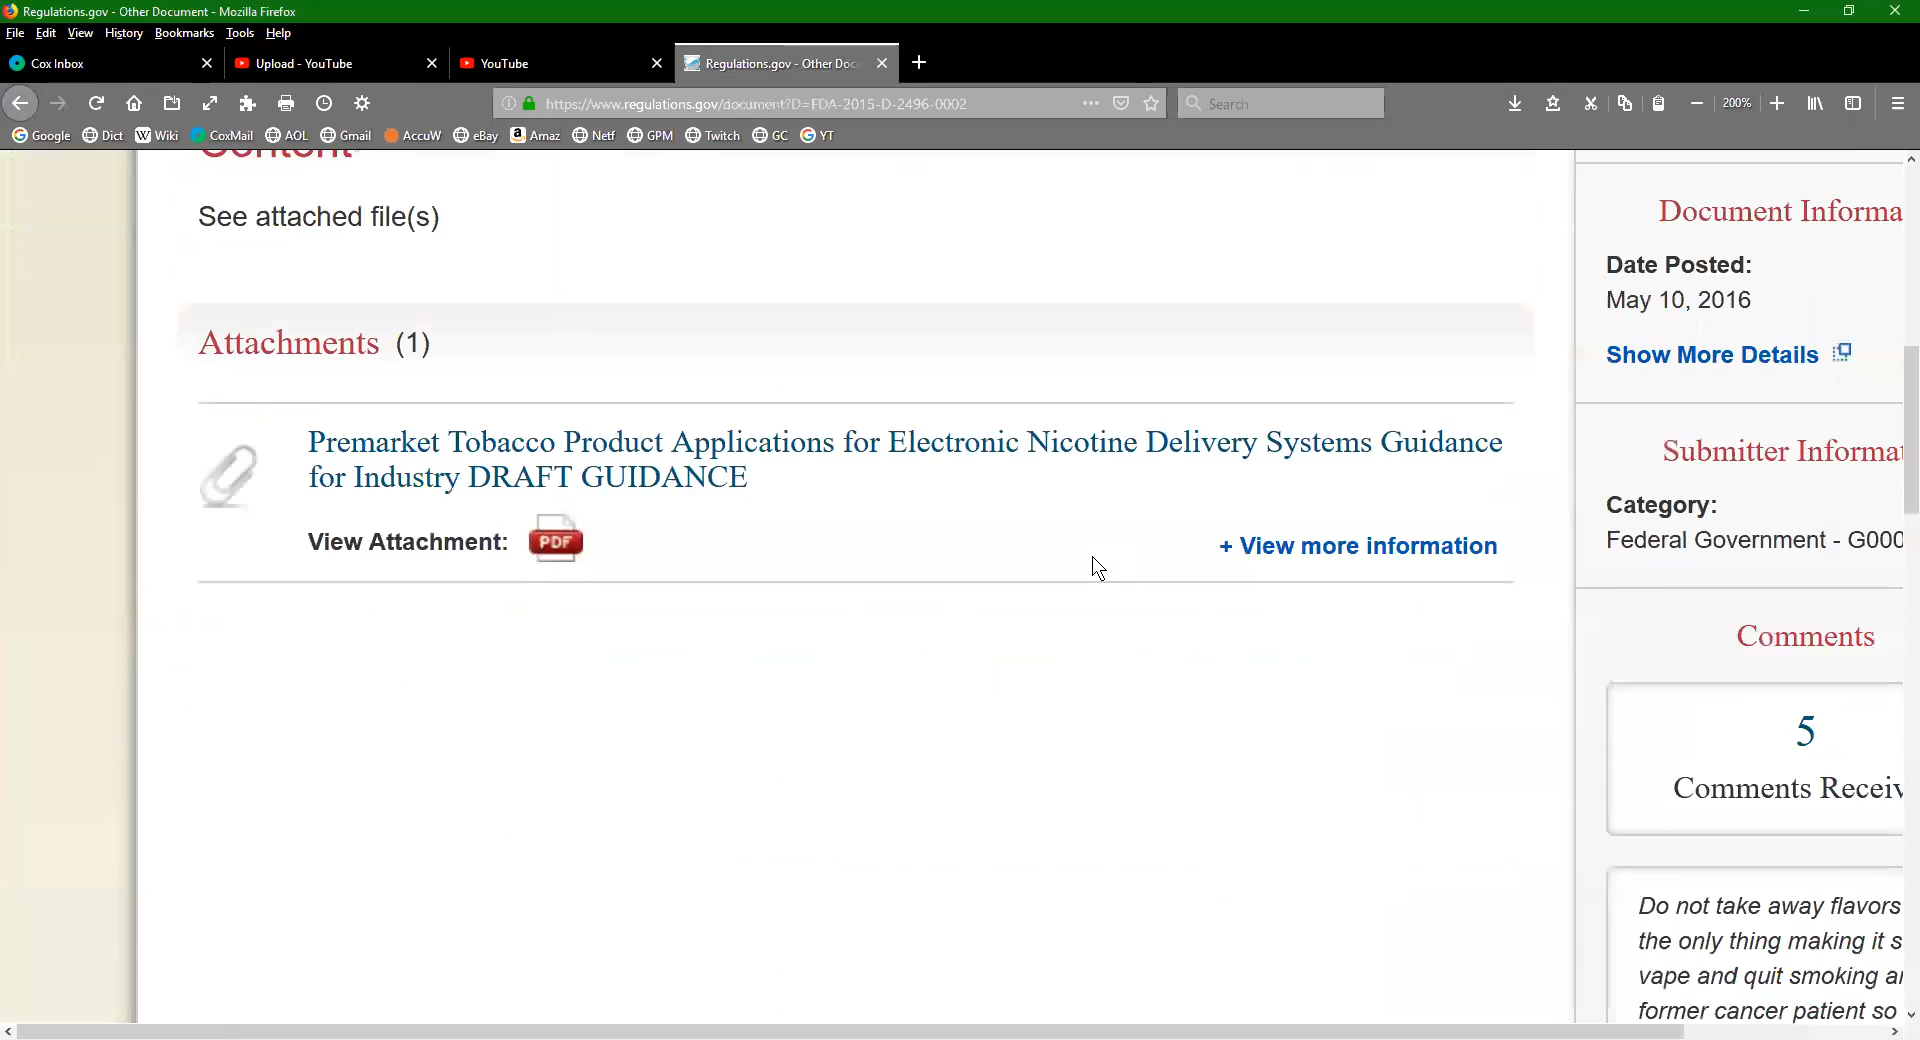 Regulations.gov - Other Document - Mozilla Firefox
File Edit View History Bookmarks Tools Help
Cox Inbox
Upload - YouTube
YouTube
Regulations.gov - Other Doc
https://www.regulations.gov/document?D=FDA-2015-D-2496-0002
Search
200%
Google Dict Wiki CoxMail AOL Gmail AccuW eBay Amaz Netf GPM Twitch GC YT
Content
See attached file(s)
Attachments (1)
Premarket Tobacco Product Applications for Electronic Nicotine Delivery Systems Guidance
for Industry DRAFT GUIDANCE
View Attachment: PDF
+ View more information
Document Informa
Date Posted:
May 10, 2016
Show More Details
Submitter Informa
Category:
Federal Government - G000
Comments
5
Comments Receiv
Do not take away flavors
the only thing making it s
vape and quit smoking a
former cancer patient so